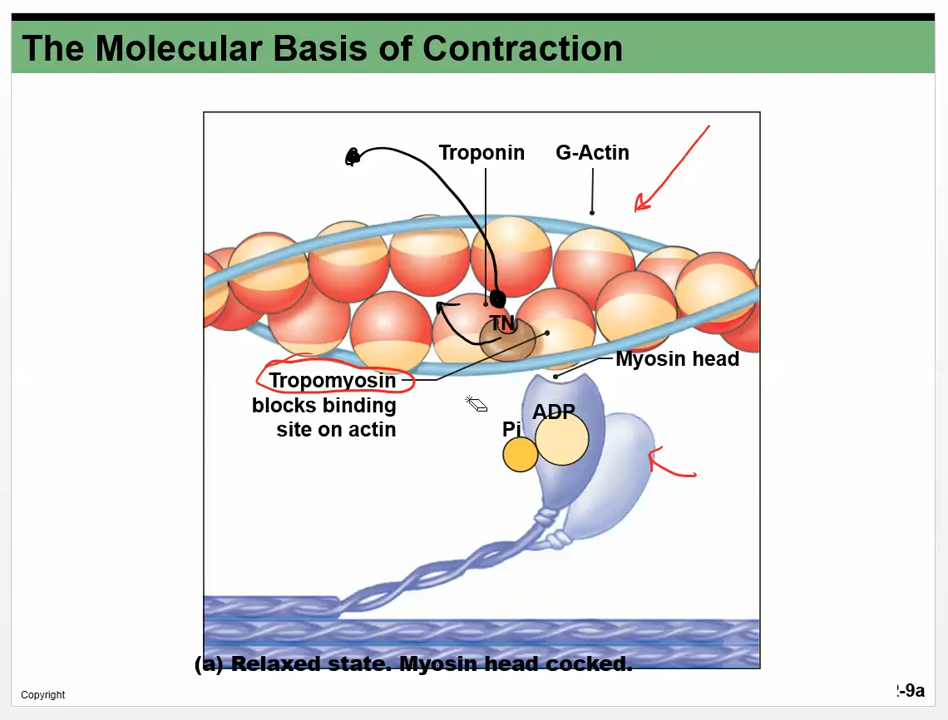 The Molecular Basis of Contraction
Troponin
G-Actin
TN
Myosin head
Tropomyosin
blocks binding
site on actin
ADP
Pi
(a) Relaxed state. Myosin head cocked.
Copyright
-9a